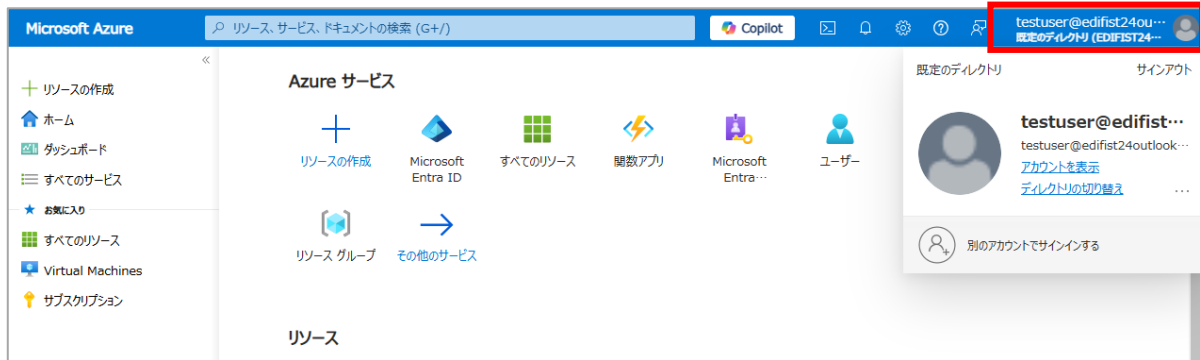 Microsoft Azure
リソース、サービス、ドキュメントの検索 (G+/)
Copilot
testuser@edifist24ou…
既定のディレクトリ (EDIFIST24…
«
リソースの作成
ホーム
ダッシュボード
すべてのサービス
お気に入り
すべてのリソース
Virtual Machines
サブスクリプション
Azure サービス
リソースの作成
Microsoft
Entra ID
すべてのリソース
関数アプリ
Microsoft
Entra…
ユーザー
リソース グループ
その他のサービス
リソース
既定のディレクトリ
サインアウト
testuser@edifist…
testuser@edifist24outlook…
アカウントを表示
ディレクトリの切り替え
…
別のアカウントでサインインする